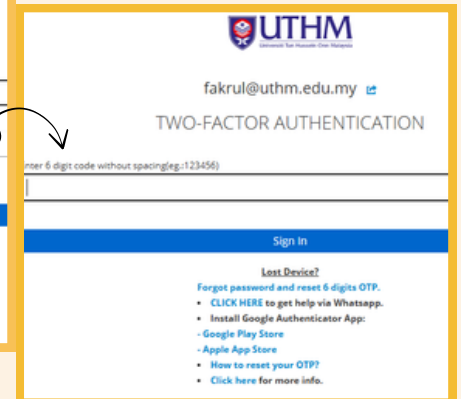 UTHM
Universiti Tun Hussein Onn Malaysia
fakrul@uthm.edu.my
TWO-FACTOR AUTHENTICATION
nter 6 digit code without spacing(eg.:123456)
Sign In
Lost Device?
Forgot password and reset 6 digits OTP.
• CLICK HERE to get help via Whatsapp.
• Install Google Authenticator App:
- Google Play Store
- Apple App Store
• How to reset your OTP?
• Click here for more info.